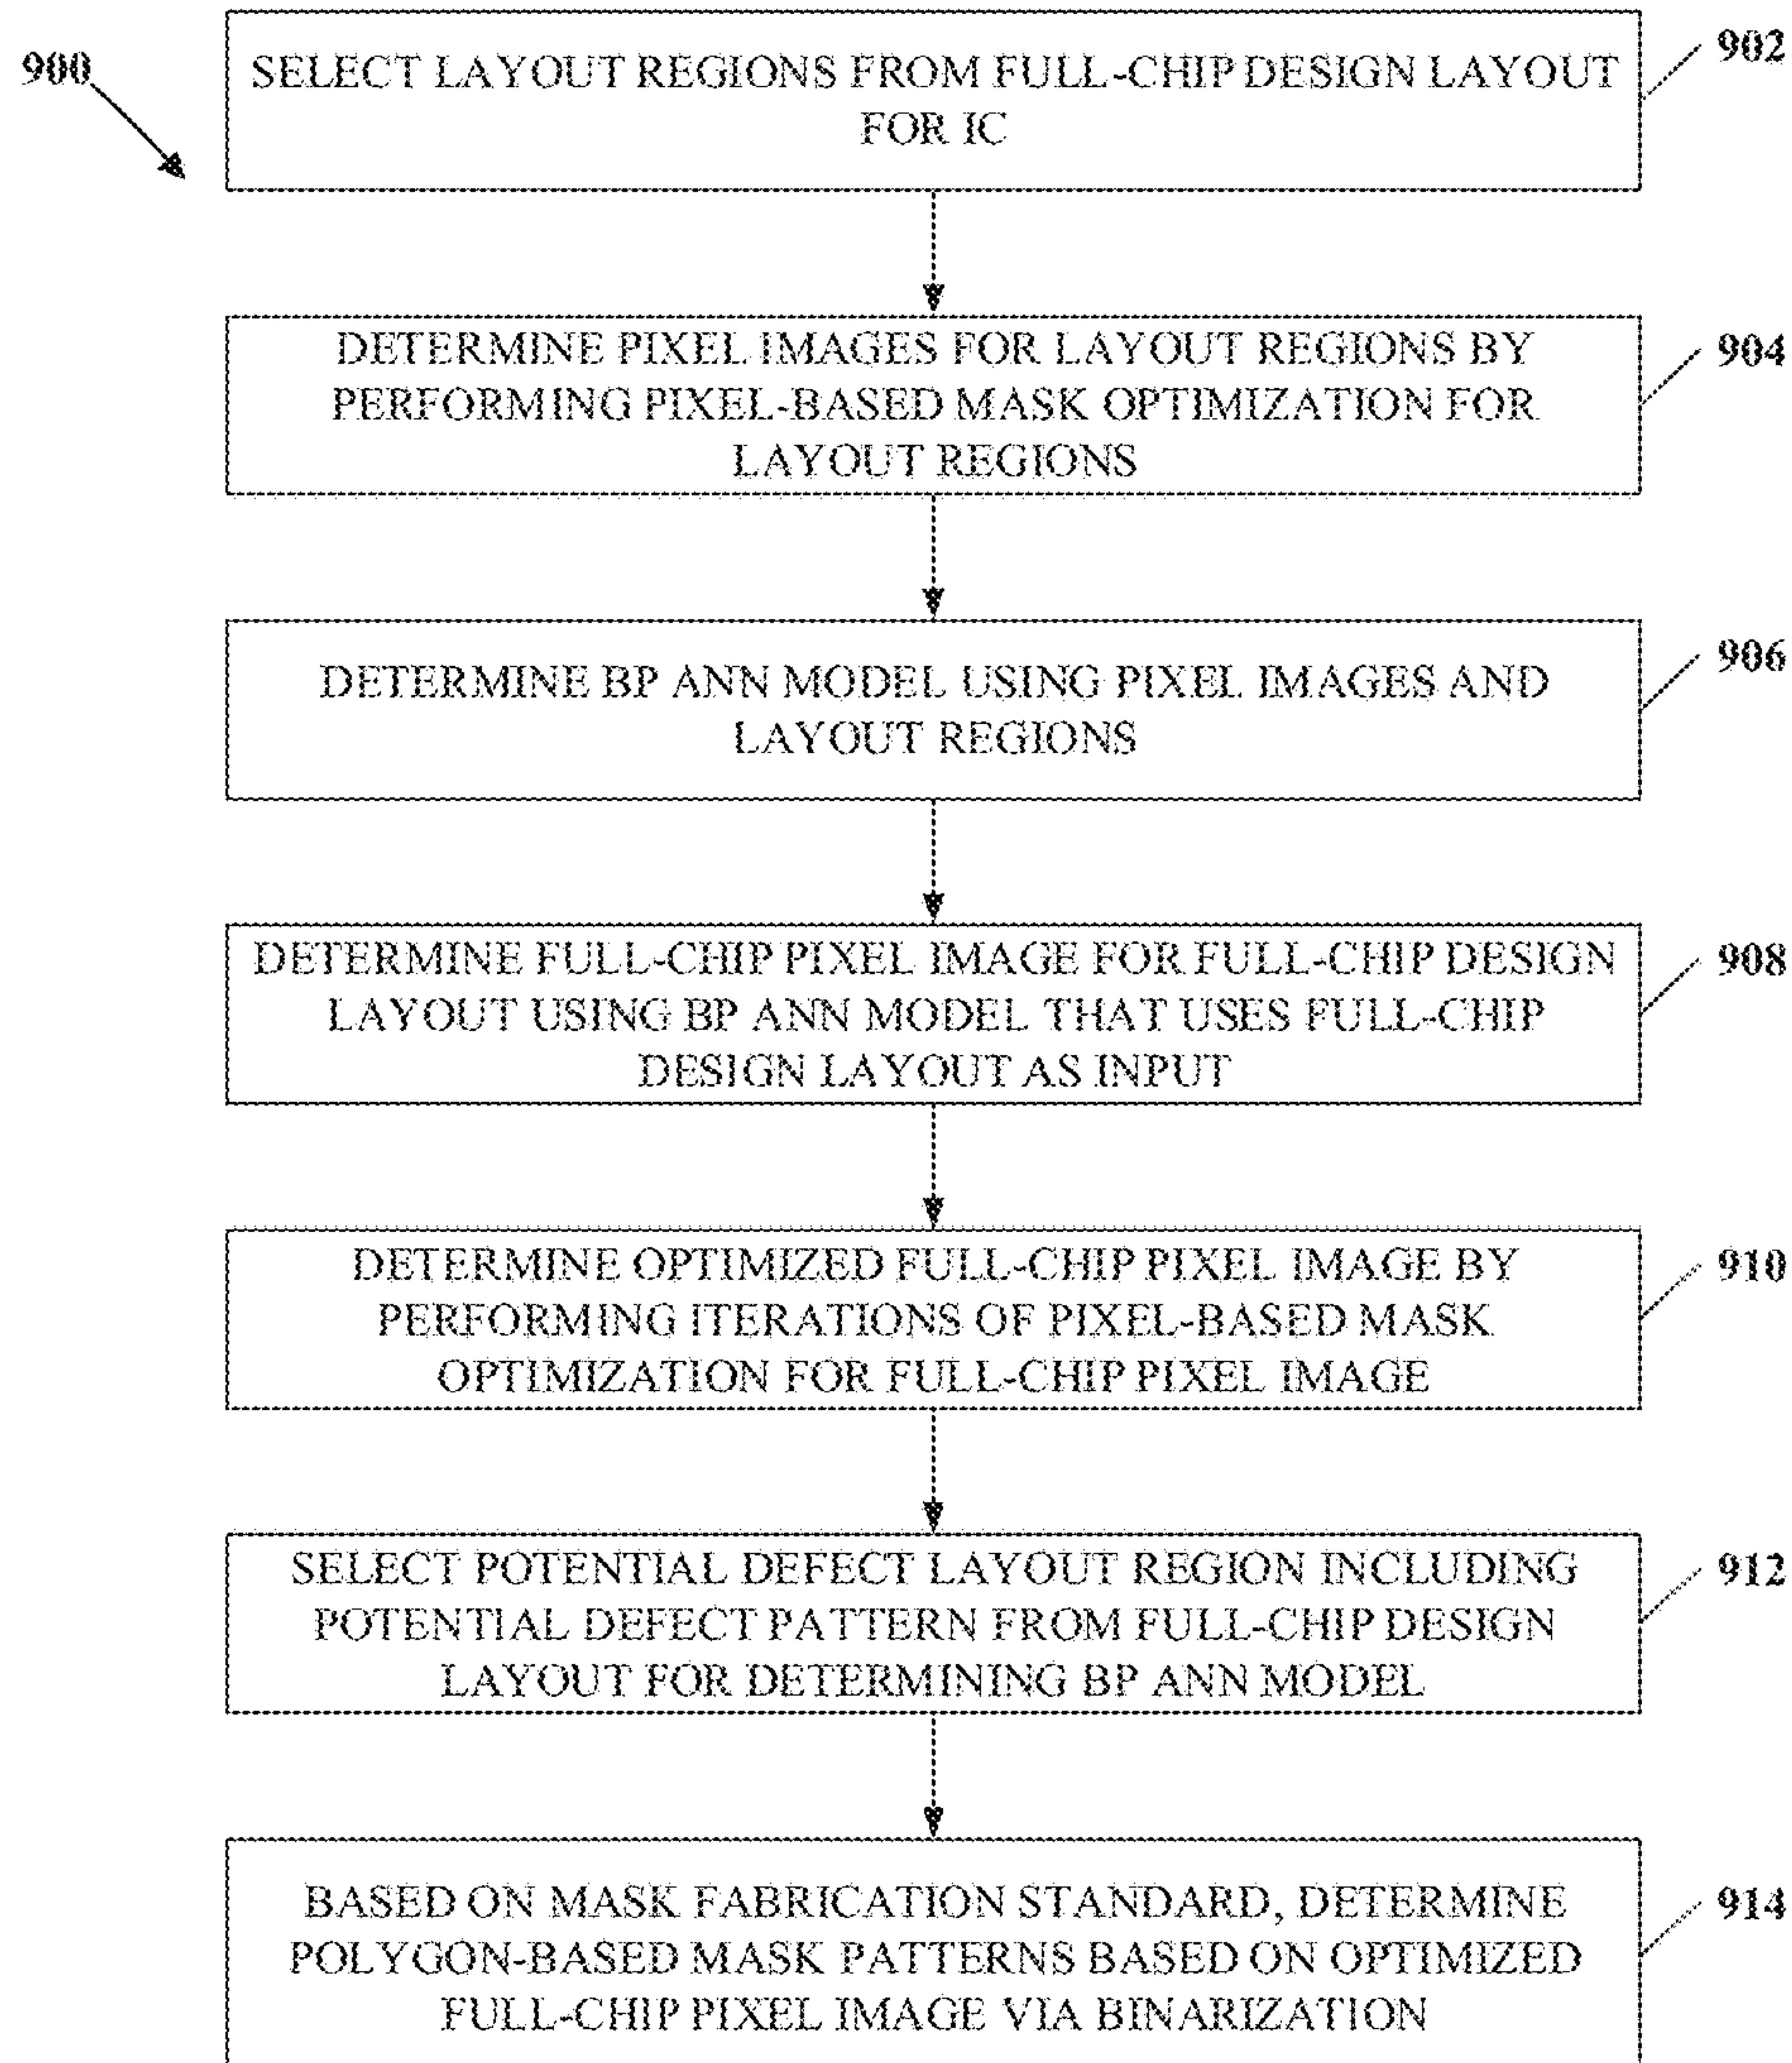 900
SELECT LAYOUT REGIONS FROM FULL-CHIP DESIGN LAYOUT
FOR IC
902
DETERMINE PIXEL IMAGES FOR LAYOUT REGIONS BY
PERFORMING PIXEL-BASED MASK OPTIMIZATION FOR
LAYOUT REGIONS
904
DETERMINE BP ANN MODEL USING PIXEL IMAGES AND
LAYOUT REGIONS
906
DETERMINE FULL-CHIP PIXEL IMAGE FOR FULL-CHIP DESIGN
LAYOUT USING BP ANN MODEL THAT USES FULL-CHIP
DESIGN LAYOUT AS INPUT
908
DETERMINE OPTIMIZED FULL-CHIP PIXEL IMAGE BY
PERFORMING ITERATIONS OF PIXEL-BASED MASK
OPTIMIZATION FOR FULL-CHIP PIXEL IMAGE
910
SELECT POTENTIAL DEFECT LAYOUT REGION INCLUDING
POTENTIAL DEFECT PATTERN FROM FULL-CHIP DESIGN
LAYOUT FOR DETERMINING BP ANN MODEL
912
BASED ON MASK FABRICATION STANDARD, DETERMINE
POLYGON-BASED MASK PATTERNS BASED ON OPTIMIZED
FULL-CHIP PIXEL IMAGE VIA BINARIZATION
914